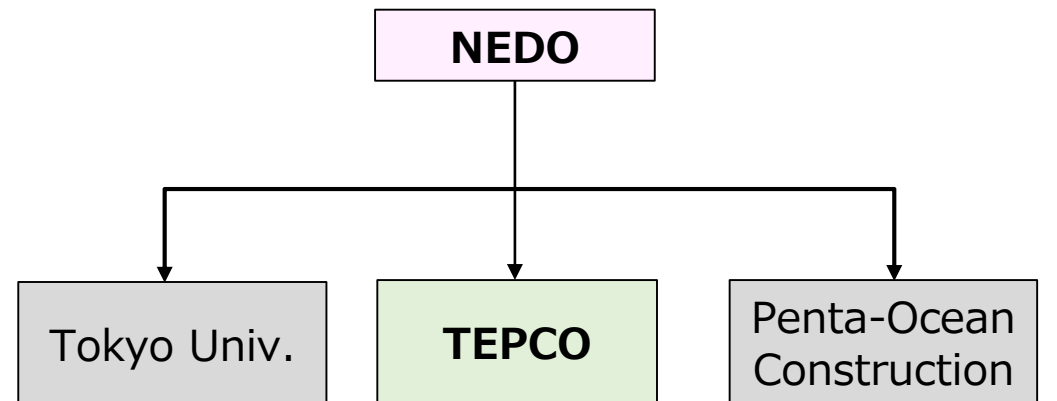 NEDO
Tokyo Univ.
TEPCO
Penta-Ocean
Construction